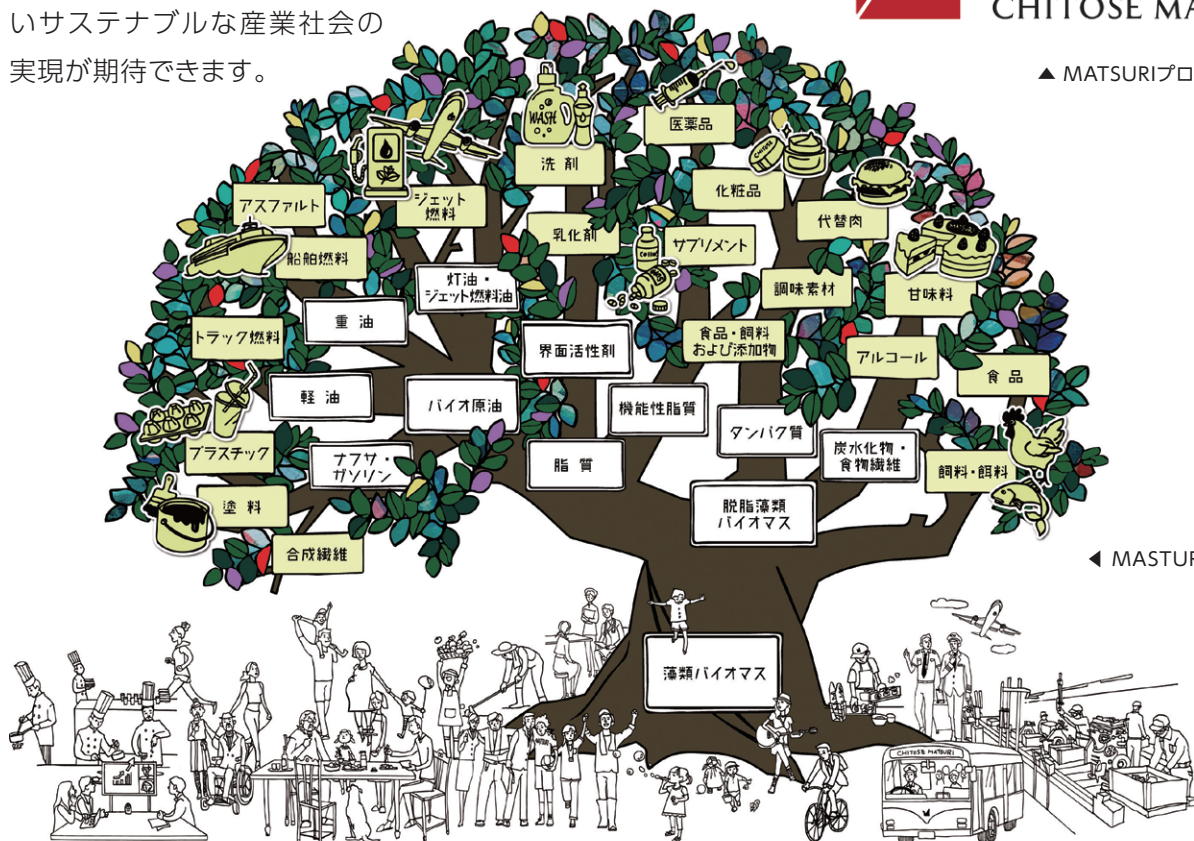 いサステナブルな産業社会の
実現が期待できます。
CHITOSE MA
▲ MATSURIプロ
WASH
医薬品
洗剤
CHITOSE
化粧品
アスファルト
ジェット
燃料
代替肉
乳化剤
サプリメント
船舶燃料
灯油・
ジェット燃料油
調味素材
甘味料
重油
トラック燃料
界面活性剤
食品・飼料
および添加物
アルコール
食品
軽油
バイオ原油
機能性脂質
タンパク質
プラスチック
ナフサ・
ガソリン
脂質
炭水化物・
食物繊維
飼料・餌料
塗料
脱脂藻類
バイオマス
合成繊維
◀ MASTUR
藻類バイオマス
CHITOSE MATSURI